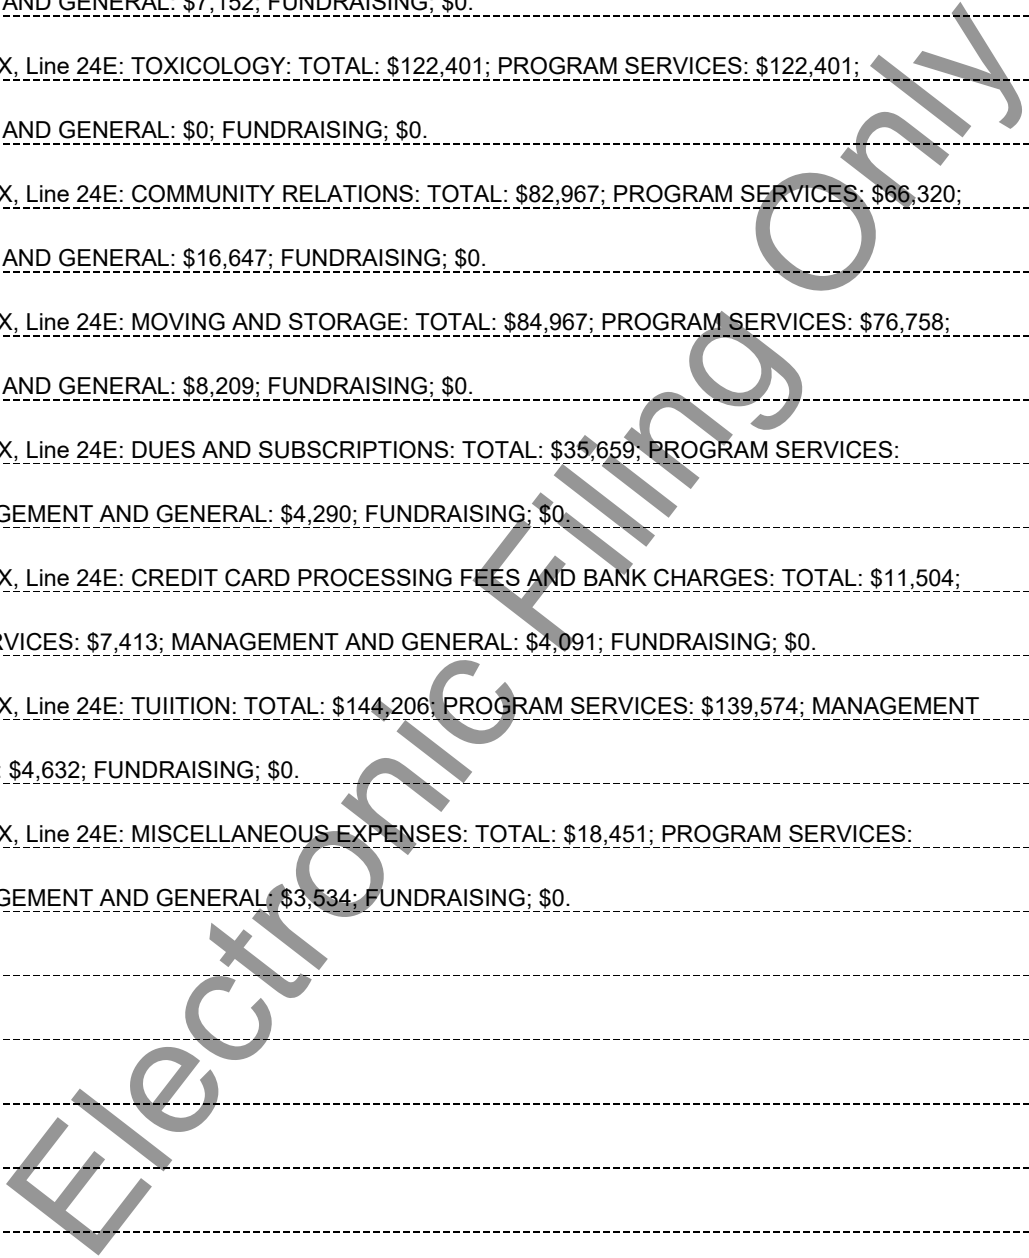 AND GENERAL: $7,152; FUNDRAISING; $0.
X, Line 24E: TOXICOLOGY: TOTAL: $122,401; PROGRAM SERVICES: $122,401;
AND GENERAL: $0; FUNDRAISING; $0.
X, Line 24E: COMMUNITY RELATIONS: TOTAL: $82,967; PROGRAM SERVICES: $66,320;
AND GENERAL: $16,647; FUNDRAISING; $0.
X, Line 24E: MOVING AND STORAGE: TOTAL: $84,967; PROGRAM SERVICES: $76,758;
AND GENERAL: $8,209; FUNDRAISING; $0.
X, Line 24E: DUES AND SUBSCRIPTIONS: TOTAL: $35,659; PROGRAM SERVICES:
GEMENT AND GENERAL: $4,290; FUNDRAISING; $0.
X, Line 24E: CREDIT CARD PROCESSING FEES AND BANK CHARGES: TOTAL: $11,504;
RVICES: $7,413; MANAGEMENT AND GENERAL: $4,091; FUNDRAISING; $0.
X, Line 24E: TUIITION: TOTAL: $144,206; PROGRAM SERVICES: $139,574; MANAGEMENT
: $4,632; FUNDRAISING; $0.
X, Line 24E: MISCELLANEOUS EXPENSES: TOTAL: $18,451; PROGRAM SERVICES:
GEMENT AND GENERAL: $3,534; FUNDRAISING; $0.
Electronic Filing Only